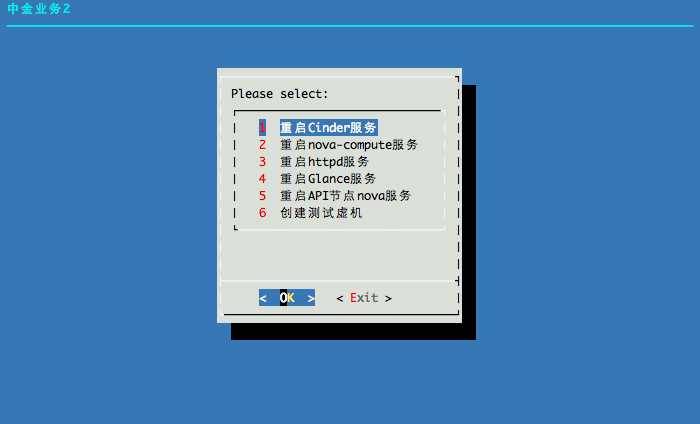 中金业务2
Please select:
1 重启Cinder服务
2 重启nova-compute服务
3 重启httpd服务
4 重启Glance服务
5 重启API节点nova服务
6 创建测试虚机
< OK > < Exit >